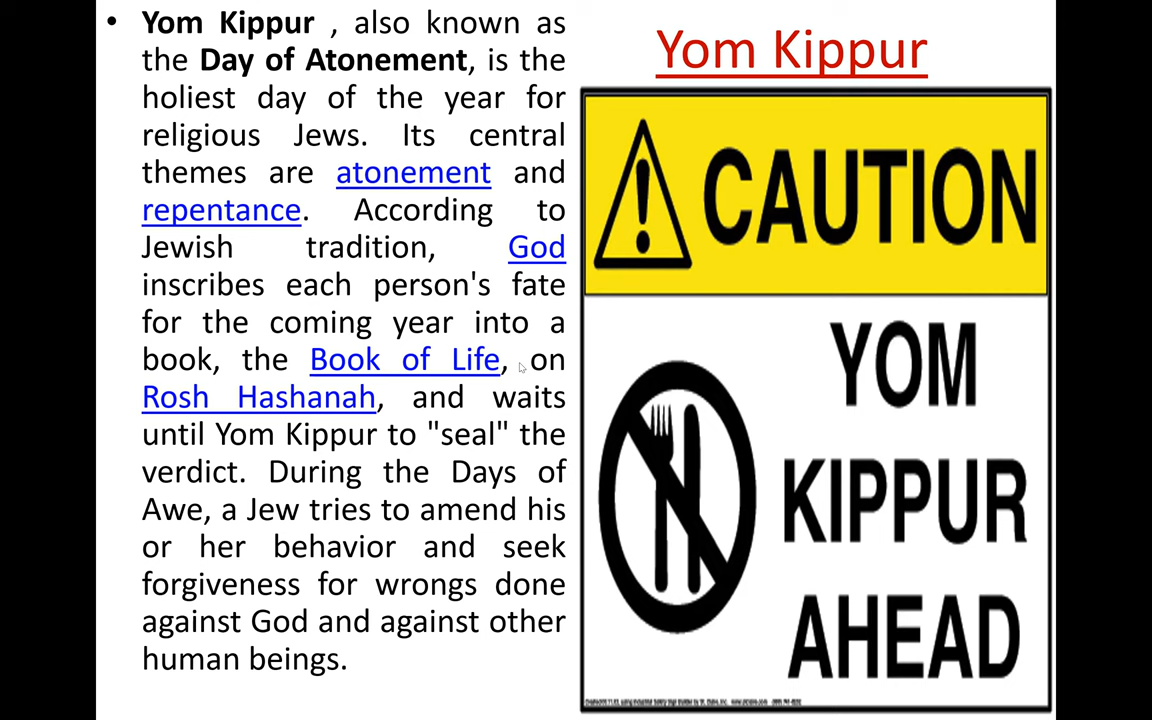 • Yom Kippur , also known as
the Day of Atonement, is the
holiest day of the year for
religious Jews. Its central
themes are atonement and
repentance. According to
Jewish tradition, God
inscribes each person's fate
for the coming year into a
book, the Book of Life, on
Rosh Hashanah, and waits
until Yom Kippur to "seal" the
verdict. During the Days of
Awe, a Jew tries to amend his
or her behavior and seek
forgiveness for wrongs done
against God and against other
human beings.
Yom Kippur
CAUTION
YOM
KIPPUR
AHEAD